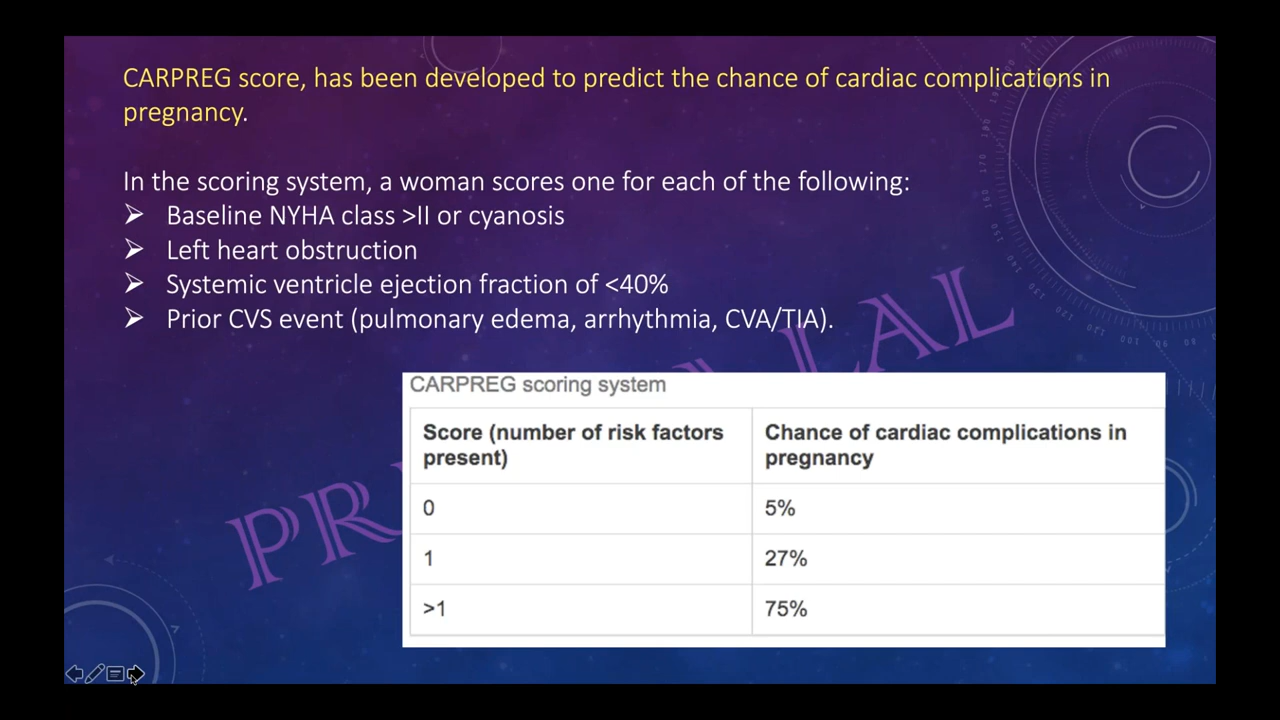 CARPREG score, has been developed to predict the chance of cardiac complications in
pregnancy.
In the scoring system, a woman scores one for each of the following:
➢ Baseline NYHA class >II or cyanosis
➢ Left heart obstruction
➢ Systemic ventricle ejection fraction of <40%
➢ Prior CVS event (pulmonary edema, arrhythmia, CVA/TIA).
CARPREG scoring system
Score (number of risk factors present)
Chance of cardiac complications in pregnancy
0
5%
1
27%
>1
75%